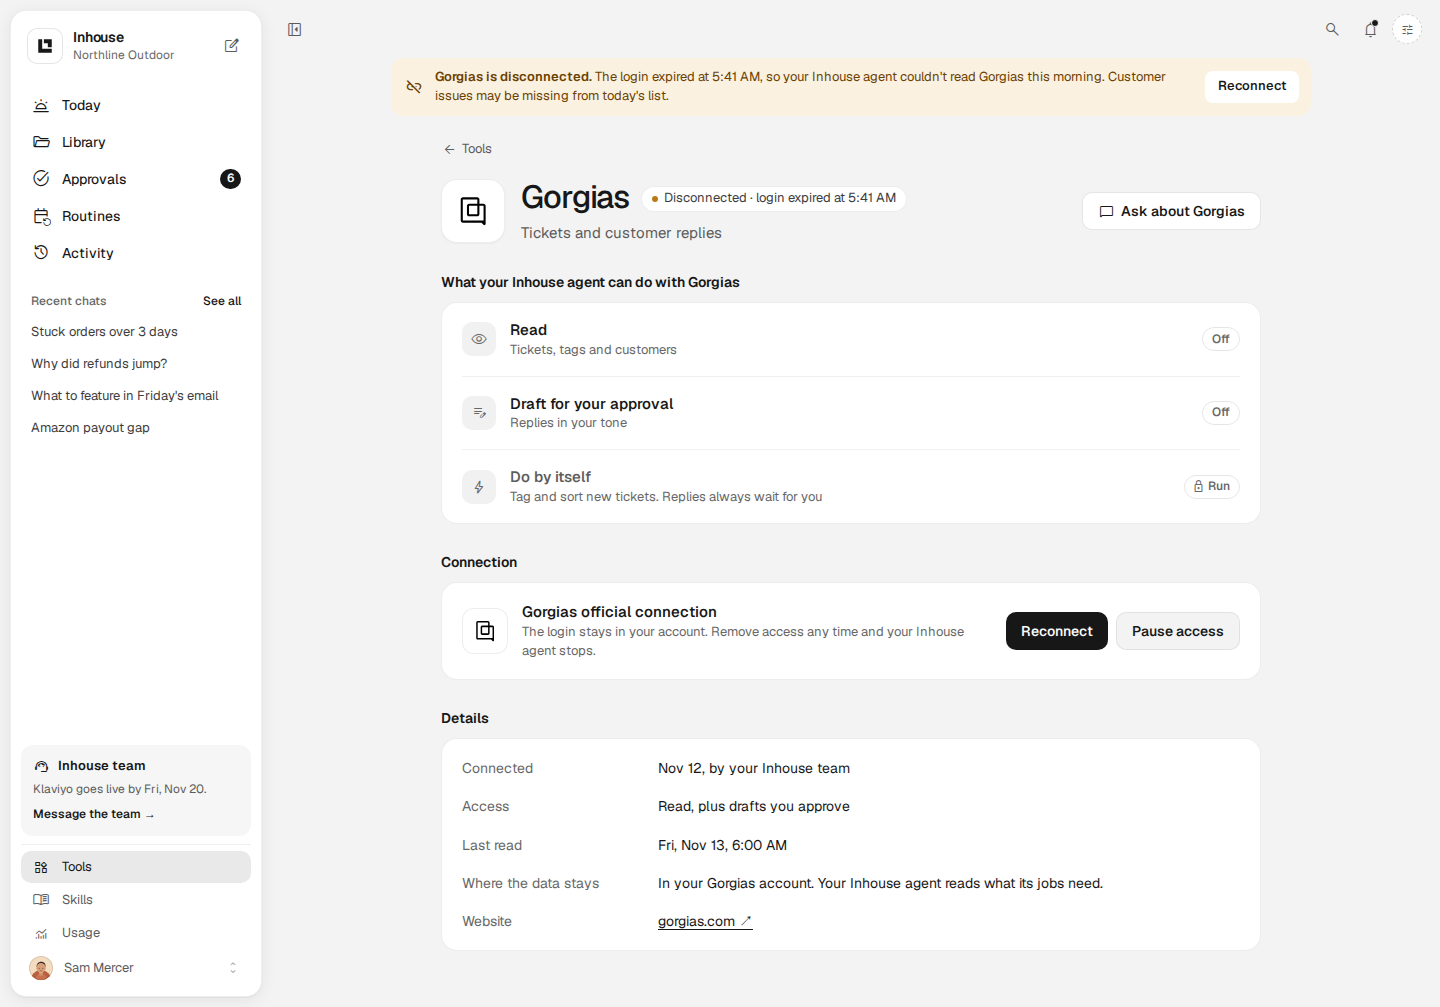 Inhouse
Northline Outdoor
Today
Library
Approvals
6
Routines
Activity
Recent chats
See all
Stuck orders over 3 days
Why did refunds jump?
What to feature in Friday's email
Amazon payout gap
Inhouse team
Klaviyo goes live by Fri, Nov 20.
Message the team →
Tools
Skills
Usage
Sam Mercer
Gorgias is disconnected. The login expired at 5:41 AM, so your Inhouse agent couldn't read Gorgias this morning. Customer
issues may be missing from today's list.
Reconnect
← Tools
Gorgias
Disconnected · login expired at 5:41 AM
Tickets and customer replies
Ask about Gorgias
What your Inhouse agent can do with Gorgias
Read
Tickets, tags and customers
Off
Draft for your approval
Replies in your tone
Off
Do by itself
Tag and sort new tickets. Replies always wait for you
Run
Connection
Gorgias official connection
The login stays in your account. Remove access any time and your Inhouse
agent stops.
Reconnect
Pause access
Details
Connected
Nov 12, by your Inhouse team
Access
Read, plus drafts you approve
Last read
Fri, Nov 13, 6:00 AM
Where the data stays
In your Gorgias account. Your Inhouse agent reads what its jobs need.
Website
gorgias.com ↗